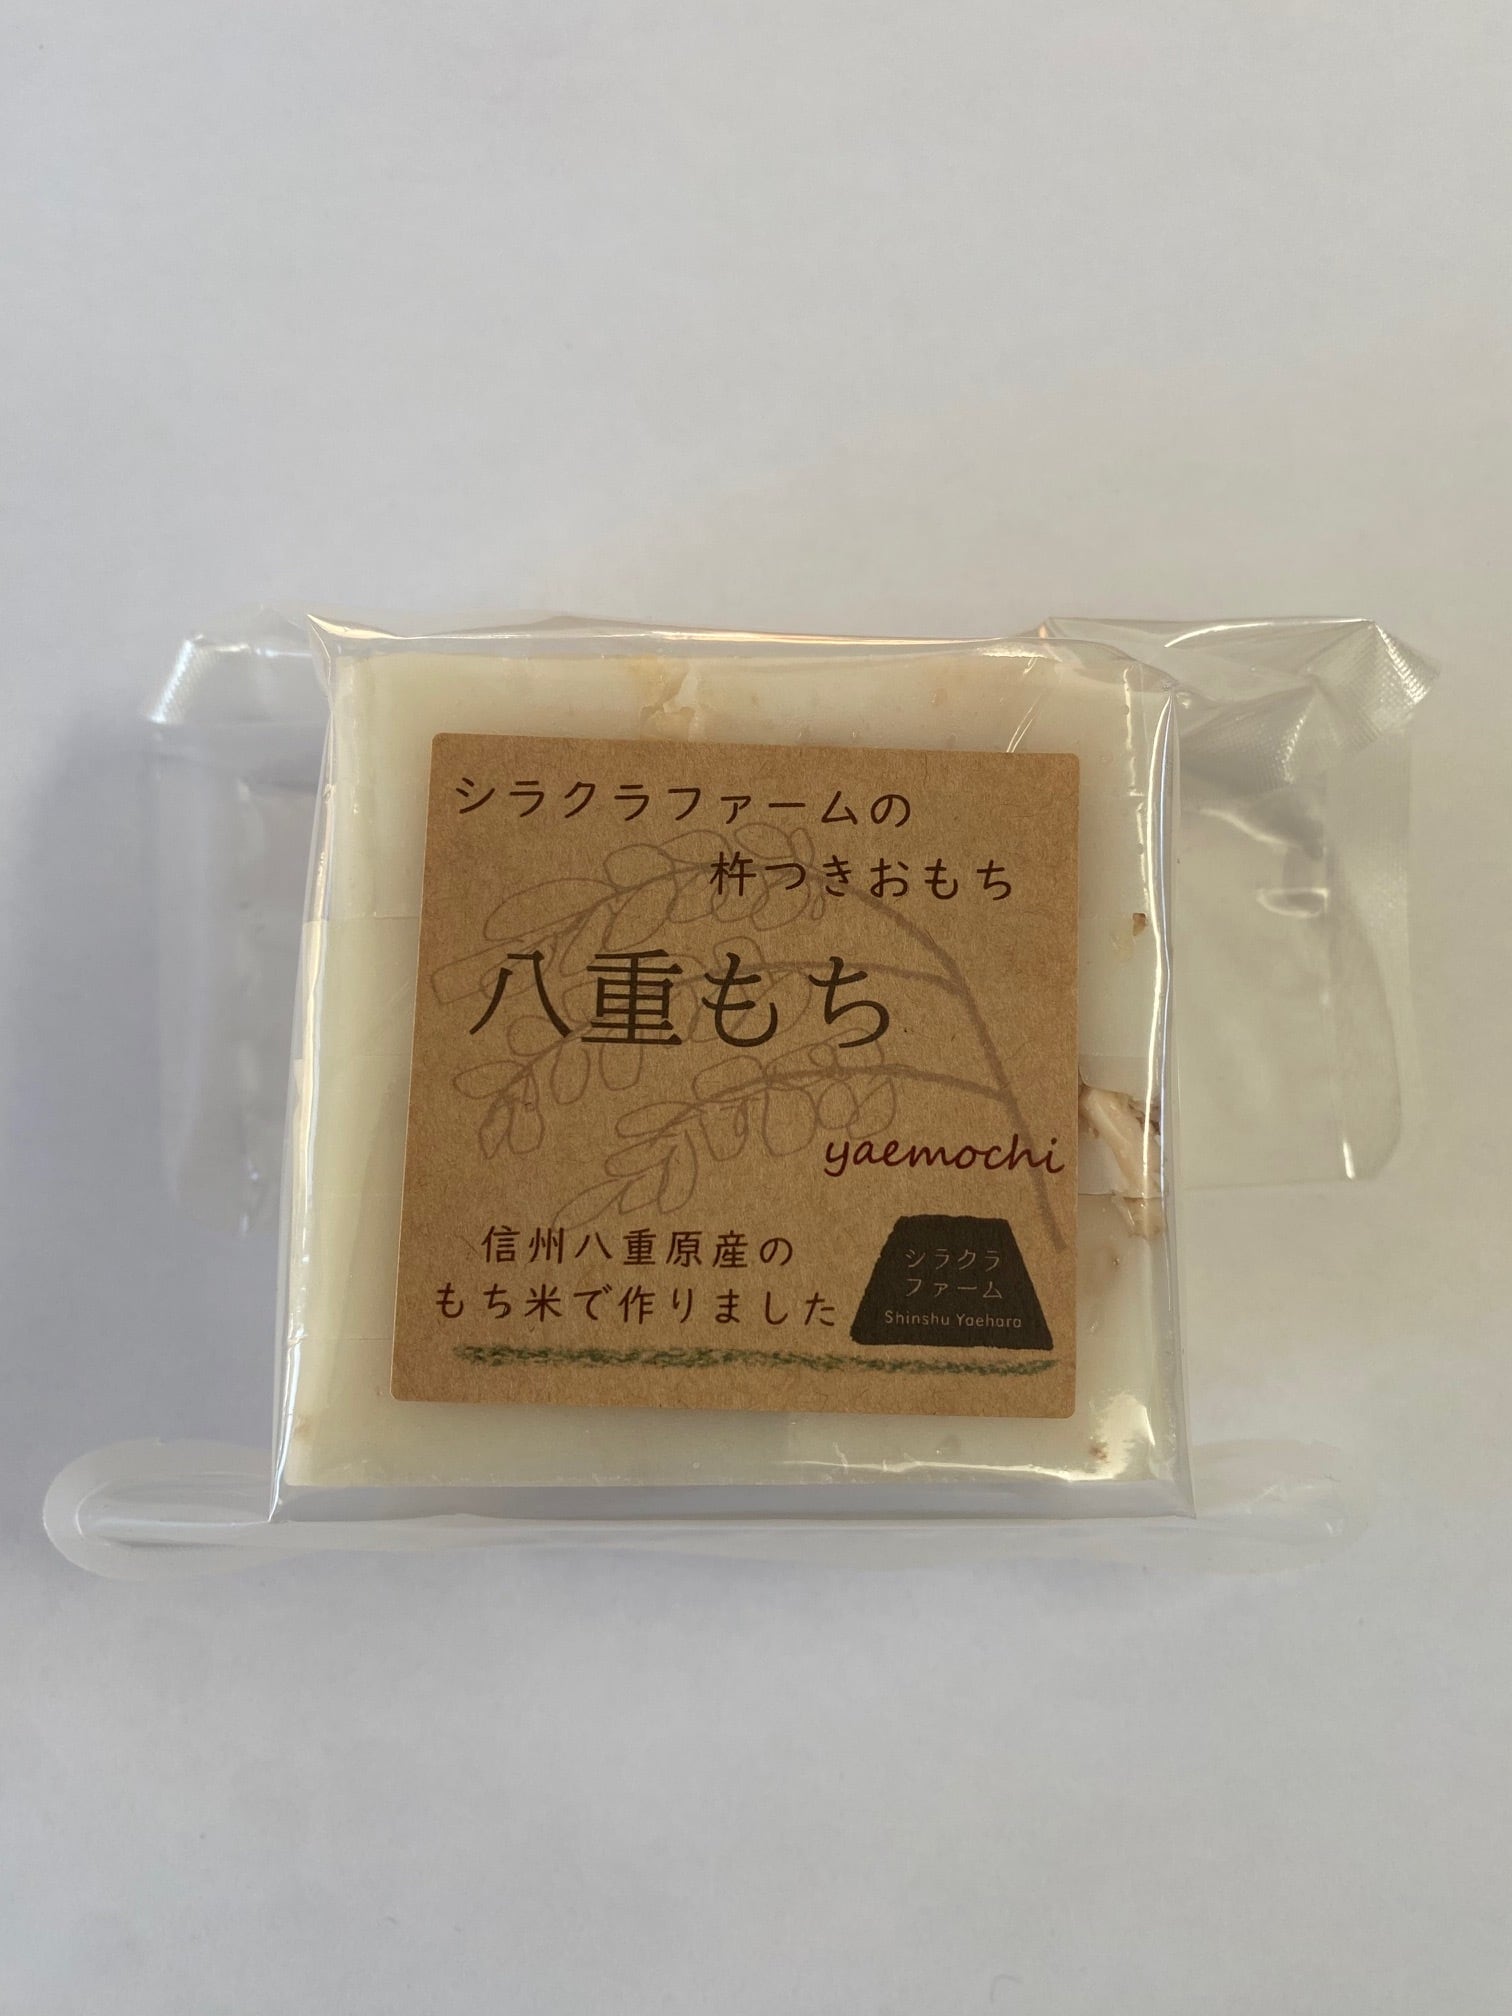 シラクラファームの
杵つきおもち
八重もち
yaemochi
信州八重原産の
もち米で作りました
シラクラ
ファーム
Shinshu Yaehara